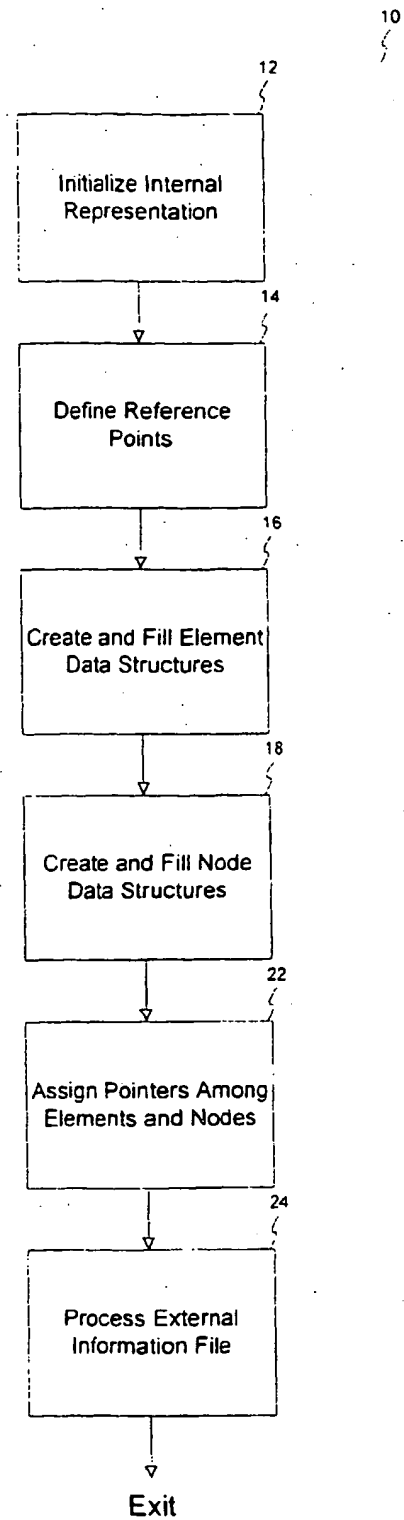 10
12
Initialize Internal
Representation
14
Define Reference
Points
16
Create and Fill Element
Data Structures
18
Create and Fill Node
Data Structures
22
Assign Pointers Among
Elements and Nodes
24
Process External
Information File
Exit